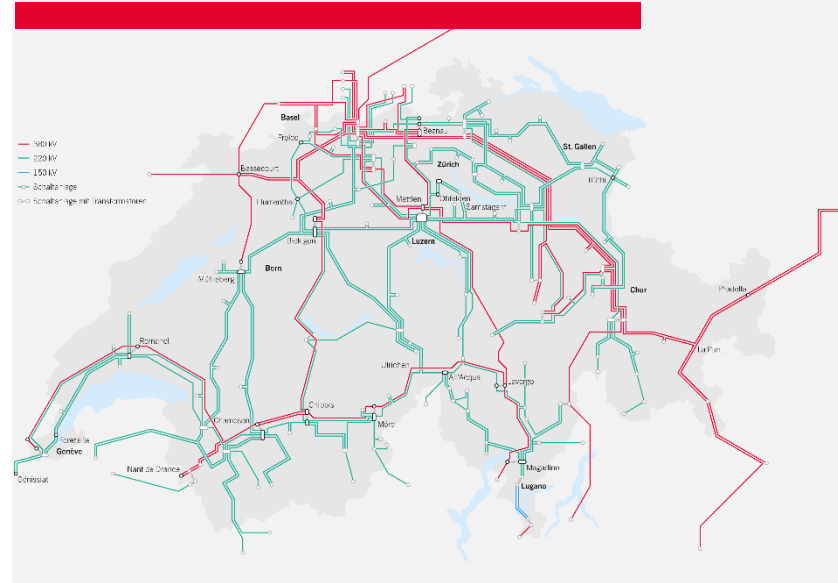 380 kV
220 kV
150 kV
Schaltanlage
Schaltanlage mit Transformatoren
Basel
Froloo
Beznau
St. Gallen
Bassecourt
Zürich
Rüthi
Flumenthal
Mettlen
Obfelden
Samstagern
Bickigen
Luzern
Mühleberg
Bern
Chur
Pradella
Romanel
La Punt
Ulrichen
All'Acqua
Lavorgo
Chippis
Chamoson
Mörel
Foretaille
Genève
Génissiat
Nant de Drance
Magadino
Lugano